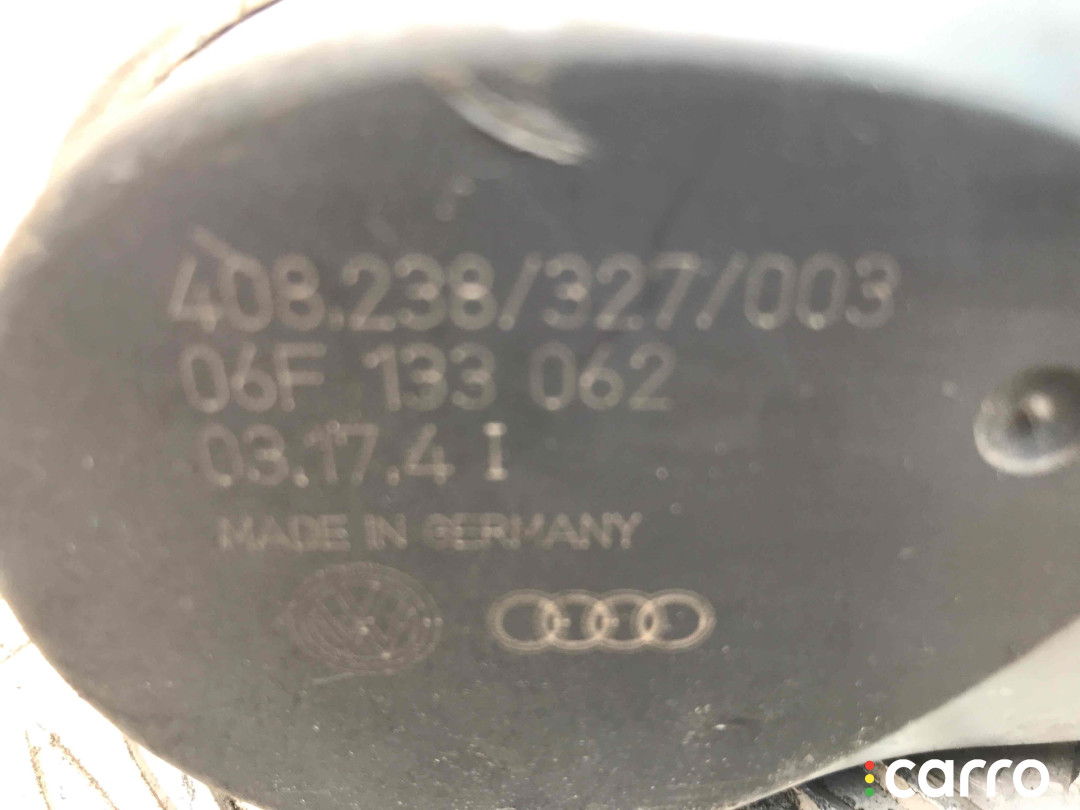 408.238/327/003
06F 133 062
03.17.4 I
MADE IN GERMANY
carro